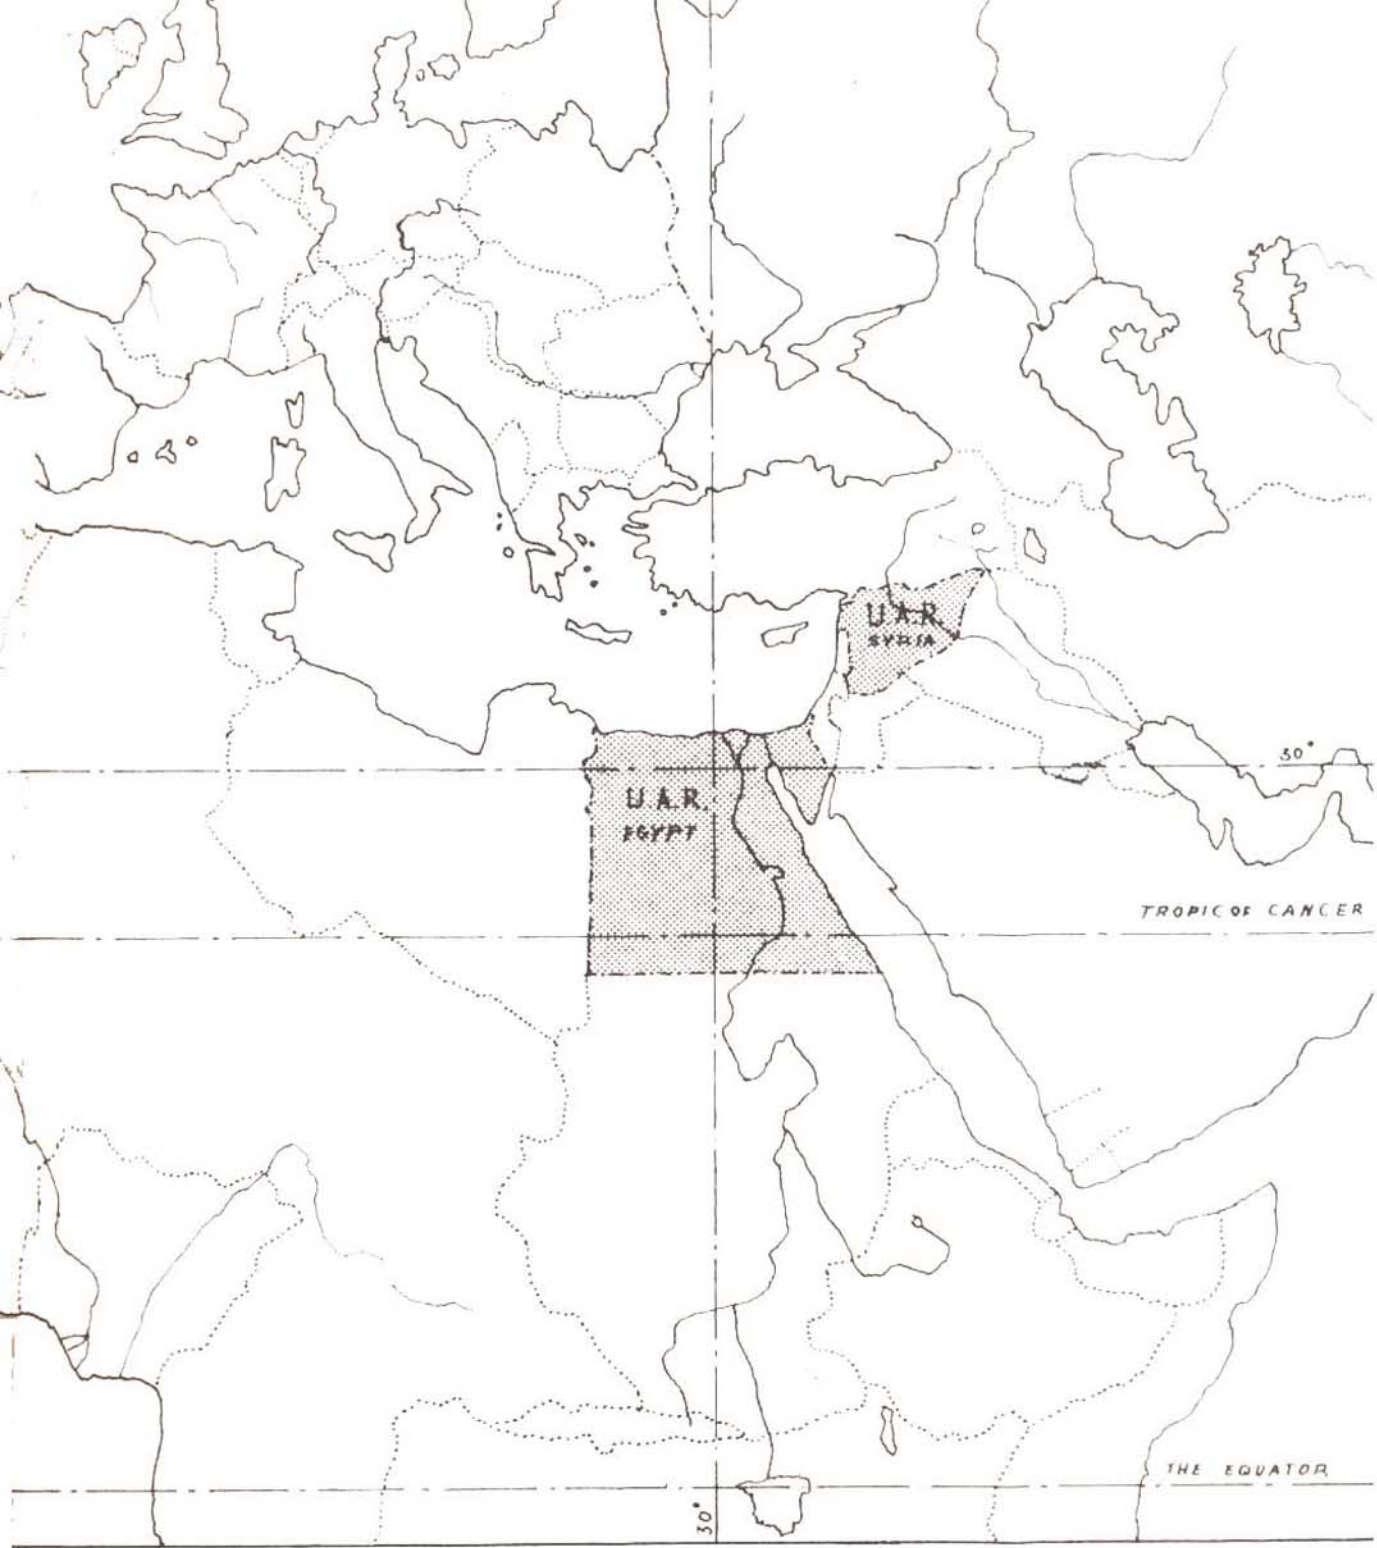 U.A.R.
SYRIA
30°
U.A.R.
EGYPT
TROPIC OF CANCER
THE EQUATOR
30°